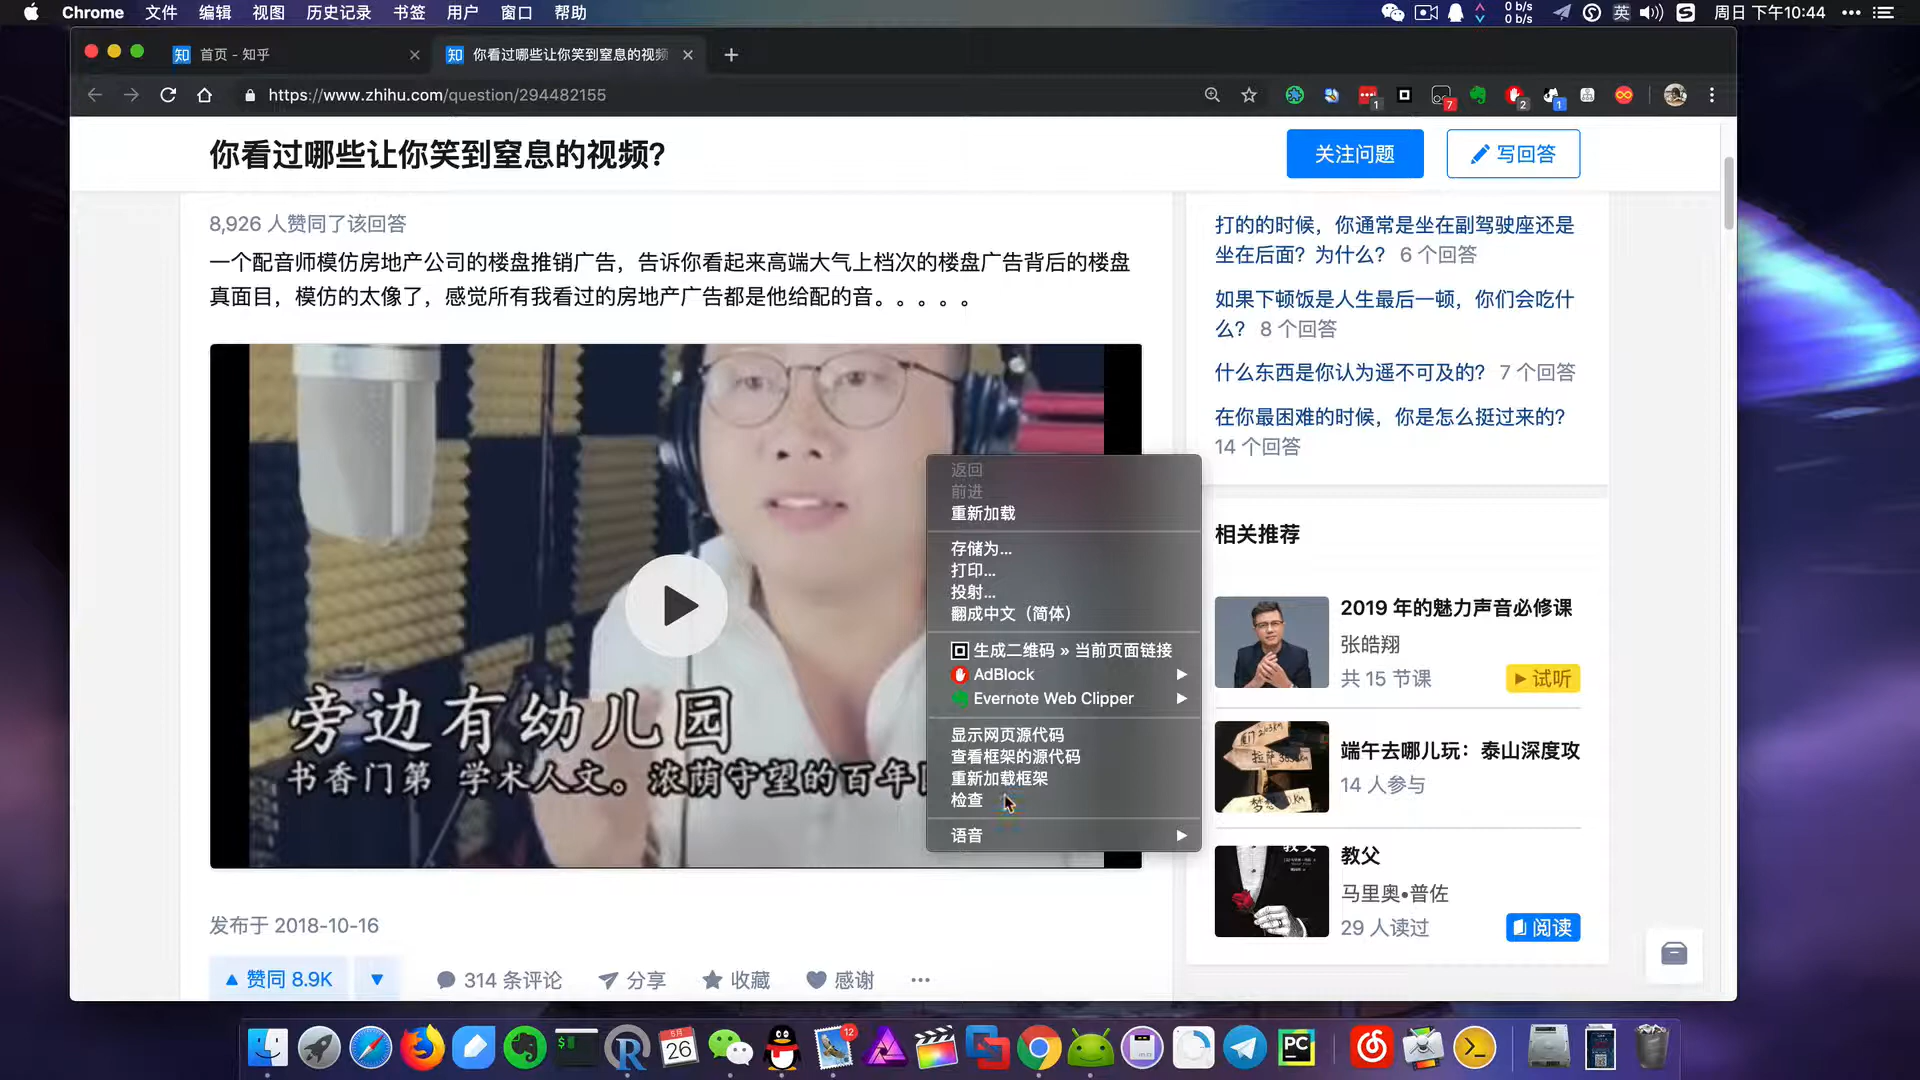 Chrome 文件 编辑 视图 历史记录 书签 用户 窗口 帮助
0 b/s
0 b/s
英
周日 下午10:44
知 首页 - 知乎
知 你看过哪些让你笑到窒息的视频
https://www.zhihu.com/question/294482155
1
7
2
1
你看过哪些让你笑到窒息的视频?
关注问题
写回答
8,926 人赞同了该回答
一个配音师模仿房地产公司的楼盘推销广告，告诉你看起来高端大气上档次的楼盘广告背后的楼盘
真面目，模仿的太像了，感觉所有我看过的房地产广告都是他给配的音。。。。。
旁边有幼儿园
书香门第 学术人文。浓荫守望的百年
返回
前进
重新加载
存储为...
打印...
投射...
翻成中文（简体）
生成二维码 » 当前页面链接
AdBlock
Evernote Web Clipper
显示网页源代码
查看框架的源代码
重新加载框架
检查
语音
发布于 2018-10-16
赞同 8.9K
314 条评论
分享
收藏
感谢
打的的时候，你通常是坐在副驾驶座还是
坐在后面？为什么？ 6 个回答
如果下顿饭是人生最后一顿，你们会吃什
么？ 8 个回答
什么东西是你认为遥不可及的? 7 个回答
在你最困难的时候，你是怎么挺过来的?
14 个回答
相关推荐
2019 年的魅力声音必修课
张皓翔
共 15 节课
试听
端午去哪儿玩：泰山深度攻
14 人参与
教父
马里奥•普佐
29 人读过
阅读
拉萨
梦想
教父
5月
26
12
R
PC